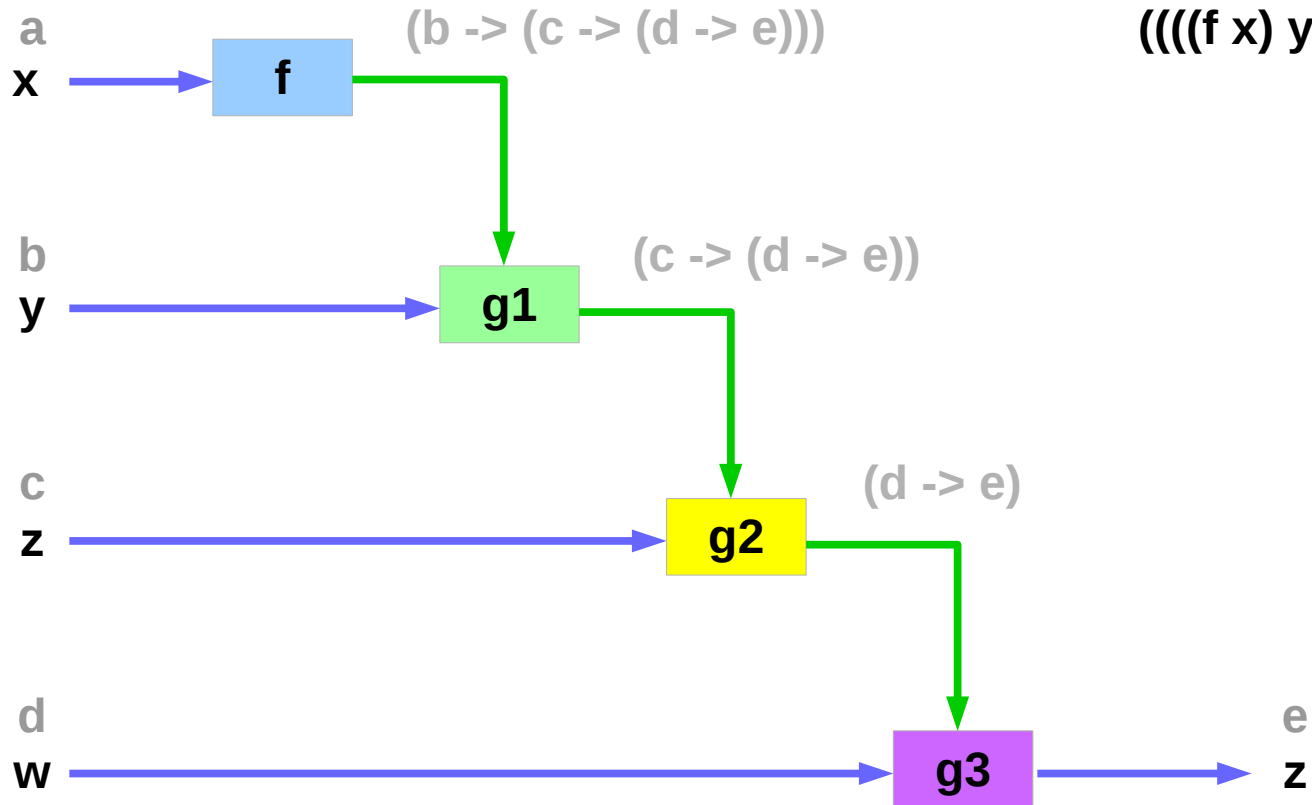 a (b -> (c -> (d -> e))) ((((f x) y
x f
b (c -> (d -> e))
y g1
c (d -> e)
z g2
d e
w g3 z